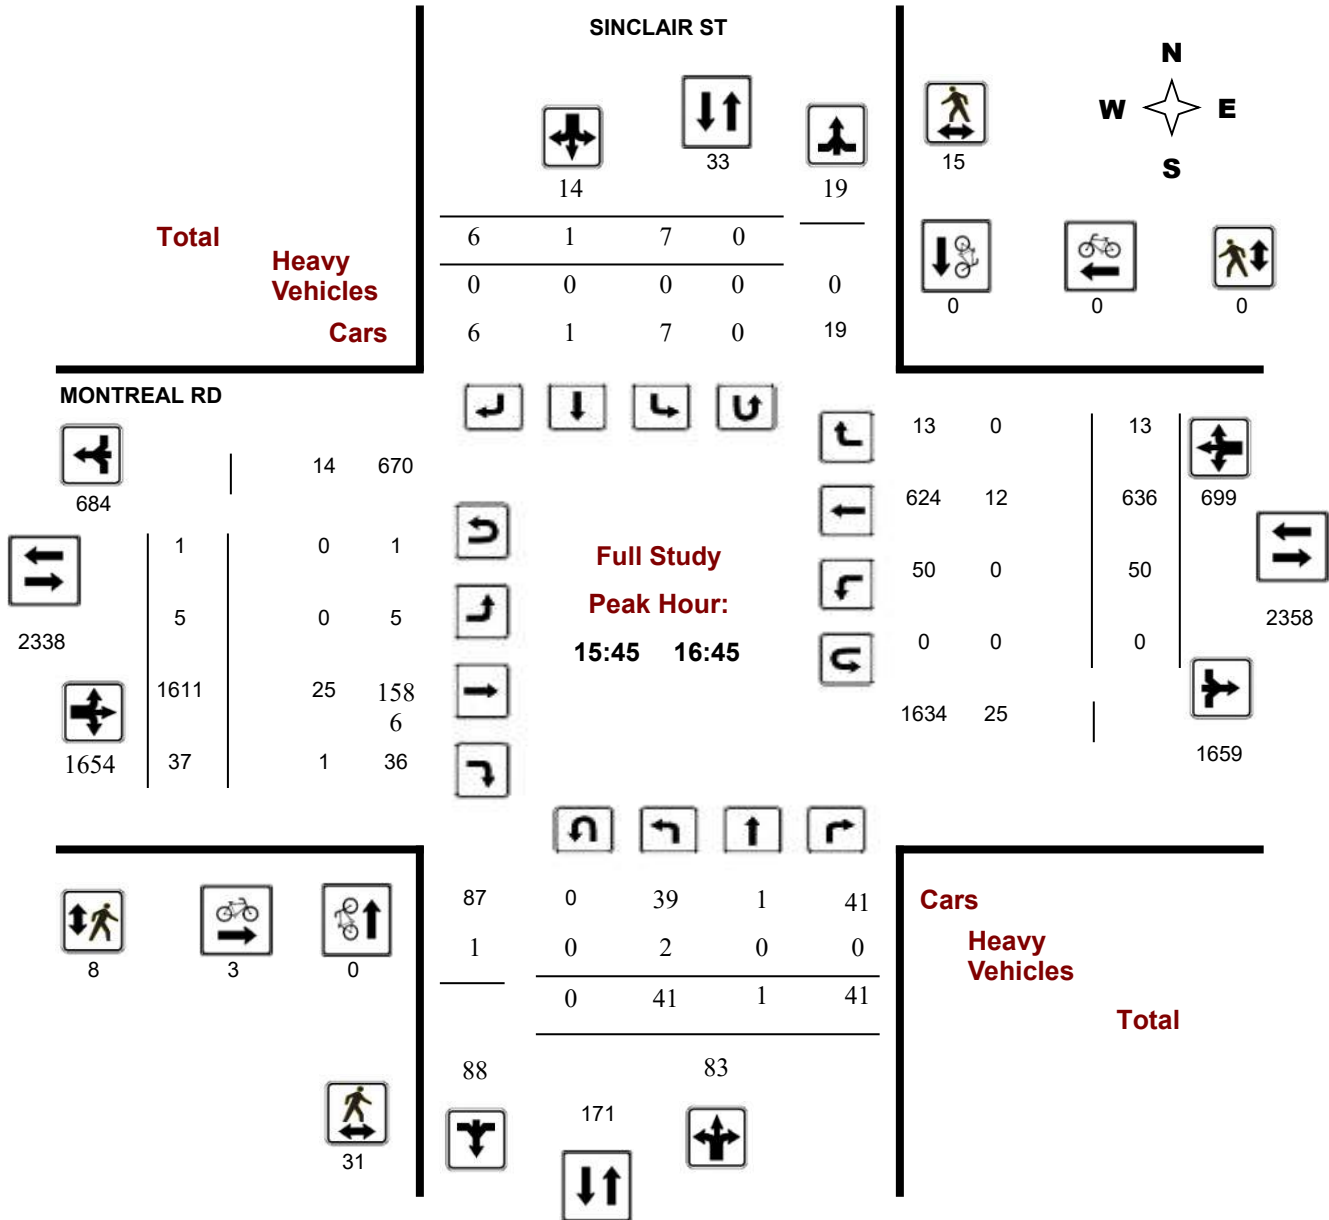 SINCLAIR ST
N
W E
S
14
33
19
15
Total
6 1 7 0
Heavy
Vehicles
0 0 0 0 0
Cars
6 1 7 0 19
0 0 0
MONTREAL RD
684
14 670
13 0 13
624 12 636 699
1 0 1
50 0 50
5 0 5
0 0 0
2338
2358
1611 25 158
6
1634 25
1654
37 1 36
1659
Full Study
Peak Hour:
15:45 16:45
87 0 39 1 41
Cars
1 0 2 0 0
Heavy
Vehicles
0 41 1 41
Total
8 3 0
88
83
171
31